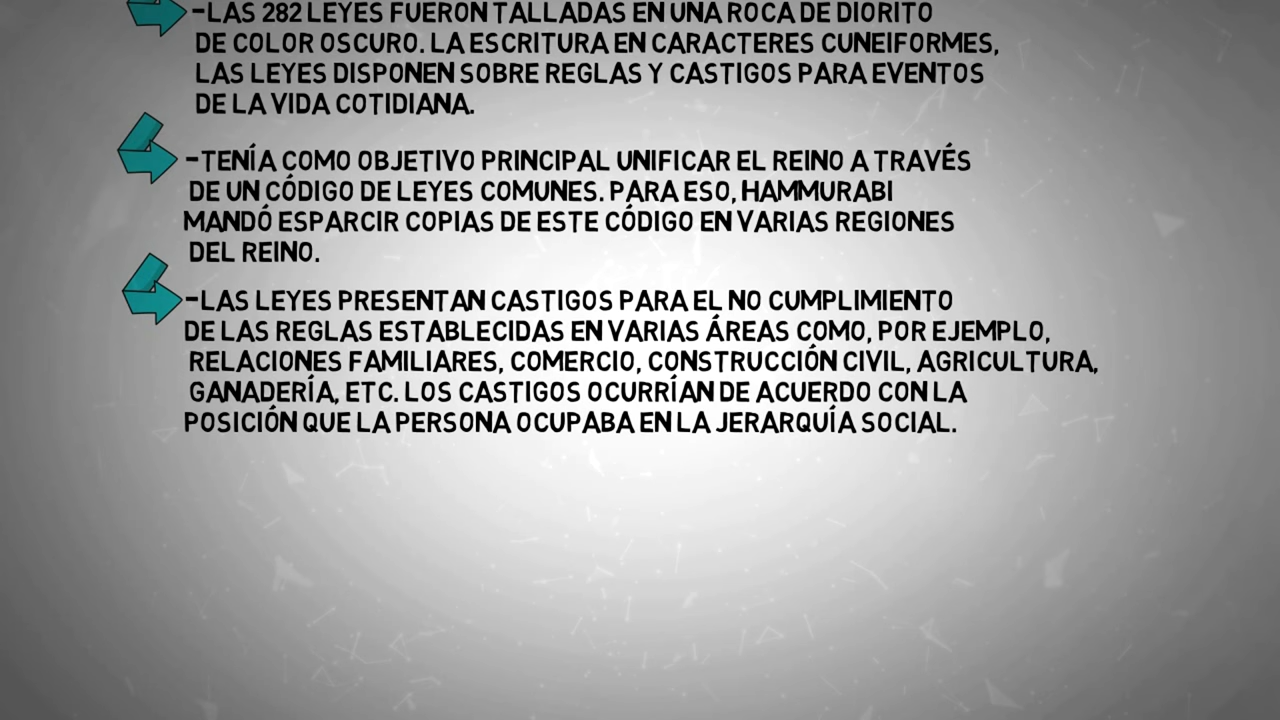 -LAS 282 LEYES FUERON TALLADAS EN UNA ROCA DE DIORITO
DE COLOR OSCURO. LA ESCRITURA EN CARACTERES CUNEIFORMES,
LAS LEYES DISPONEN SOBRE REGLAS Y CASTIGOS PARA EVENTOS
DE LA VIDA COTIDIANA.
-TENÍA COMO OBJETIVO PRINCIPAL UNIFICAR EL REINO A TRAVÉS
DE UN CÓDIGO DE LEYES COMUNES. PARA ESO, HAMMURABI
MANDÓ ESPARCIR COPIAS DE ESTE CÓDIGO EN VARIAS REGIONES
DEL REINO.
-LAS LEYES PRESENTAN CASTIGOS PARA EL NO CUMPLIMIENTO
DE LAS REGLAS ESTABLECIDAS EN VARIAS ÁREAS COMO, POR EJEMPLO,
RELACIONES FAMILIARES, COMERCIO, CONSTRUCCIÓN CIVIL, AGRICULTURA,
GANADERÍA, ETC. LOS CASTIGOS OCURRÍAN DE ACUERDO CON LA
POSICIÓN QUE LA PERSONA OCUPABA EN LA JERARQUÍA SOCIAL.